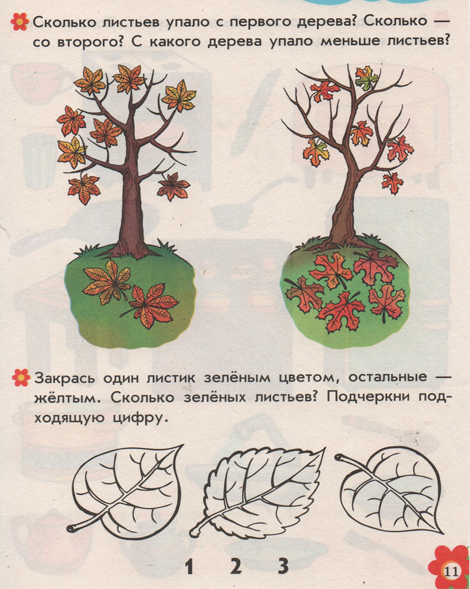 Сколько листьев упало с первого дерева? Сколько —
со второго? С какого дерева упало меньше листьев?
Закрась один листик зелёным цветом, остальные —
жёлтым. Сколько зелёных листьев? Подчеркни под-
ходящую цифру.
1 2 3
11